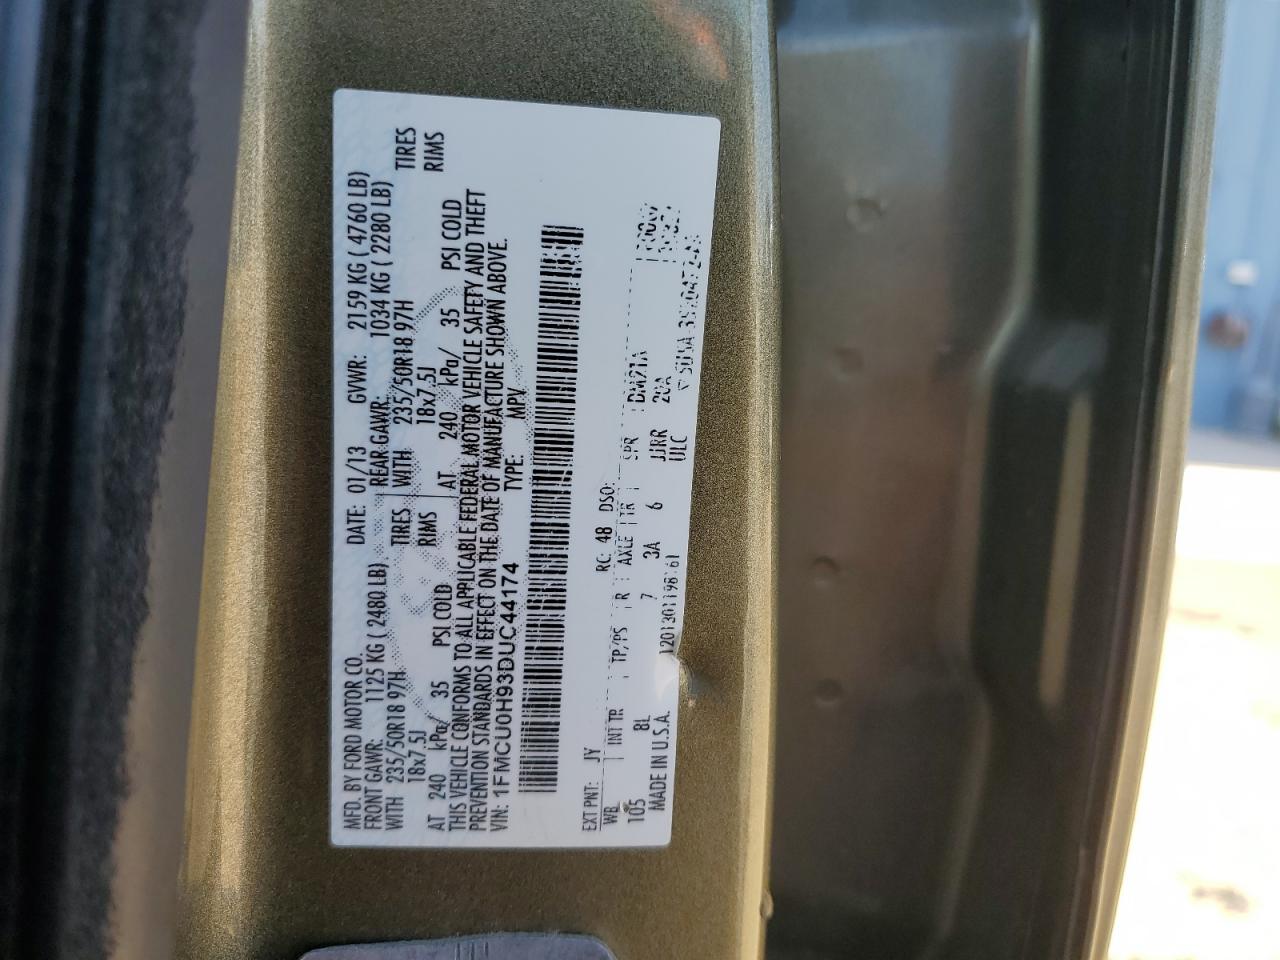 MFD. BY FORD MOTOR CO.
DATE: 01/13 GVWR: 2159 KG ( 4760 LB)
FRONT GAWR: 1125 KG ( 2480 LB) REAR GAWR: 1034 KG ( 2280 LB)
WITH 235/50R18 97H TIRES WITH 235/50R18 97H TIRES
18x7.5J RIMS 18x7.5J RIMS
AT 240 kPa/ 35 PSI COLD AT 240 kPa/ 35 PSI COLD
THIS VEHICLE CONFORMS TO ALL APPLICABLE FEDERAL MOTOR VEHICLE SAFETY AND THEFT
PREVENTION STANDARDS IN EFFECT ON THE DATE OF MANUFACTURE SHOWN ABOVE.
VIN: 1FMCU0H93DUC44174 TYPE: MPV
EXT PNT: JY RC: 48 DSO:
WB INT TR TP/PS R AXLE TR SPR DM21A
105 8L 7 3A 6 JJRR 20A
MADE IN U.S.A. ULC